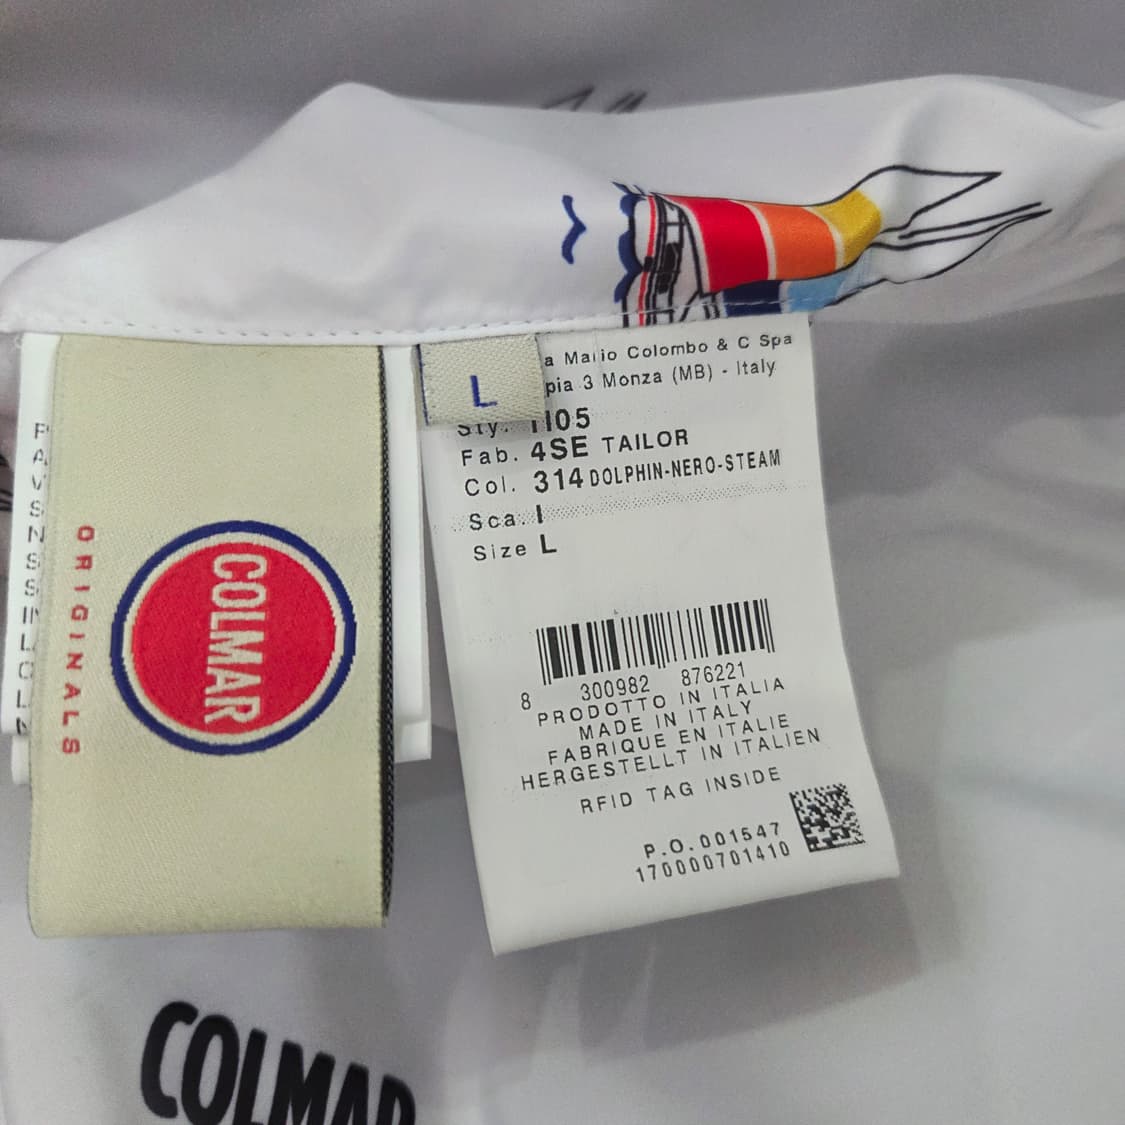 COLMAR
ORIGINALS
L
a Mario Colombo & C Spa
pia 3 Monza (MB) - Italy
Sty.
Fab. 4SE TAILOR
Col. 314 DOLPHIN-NERO-STEAM
Sca. I
Size L
8 300982 876221
PRODOTTO IN ITALIA
MADE IN ITALY
FABRIQUE EN ITALIE
HERGESTELLT IN ITALIEN
RFID TAG INSIDE
P.O. 001547
170000701410
COLMAR